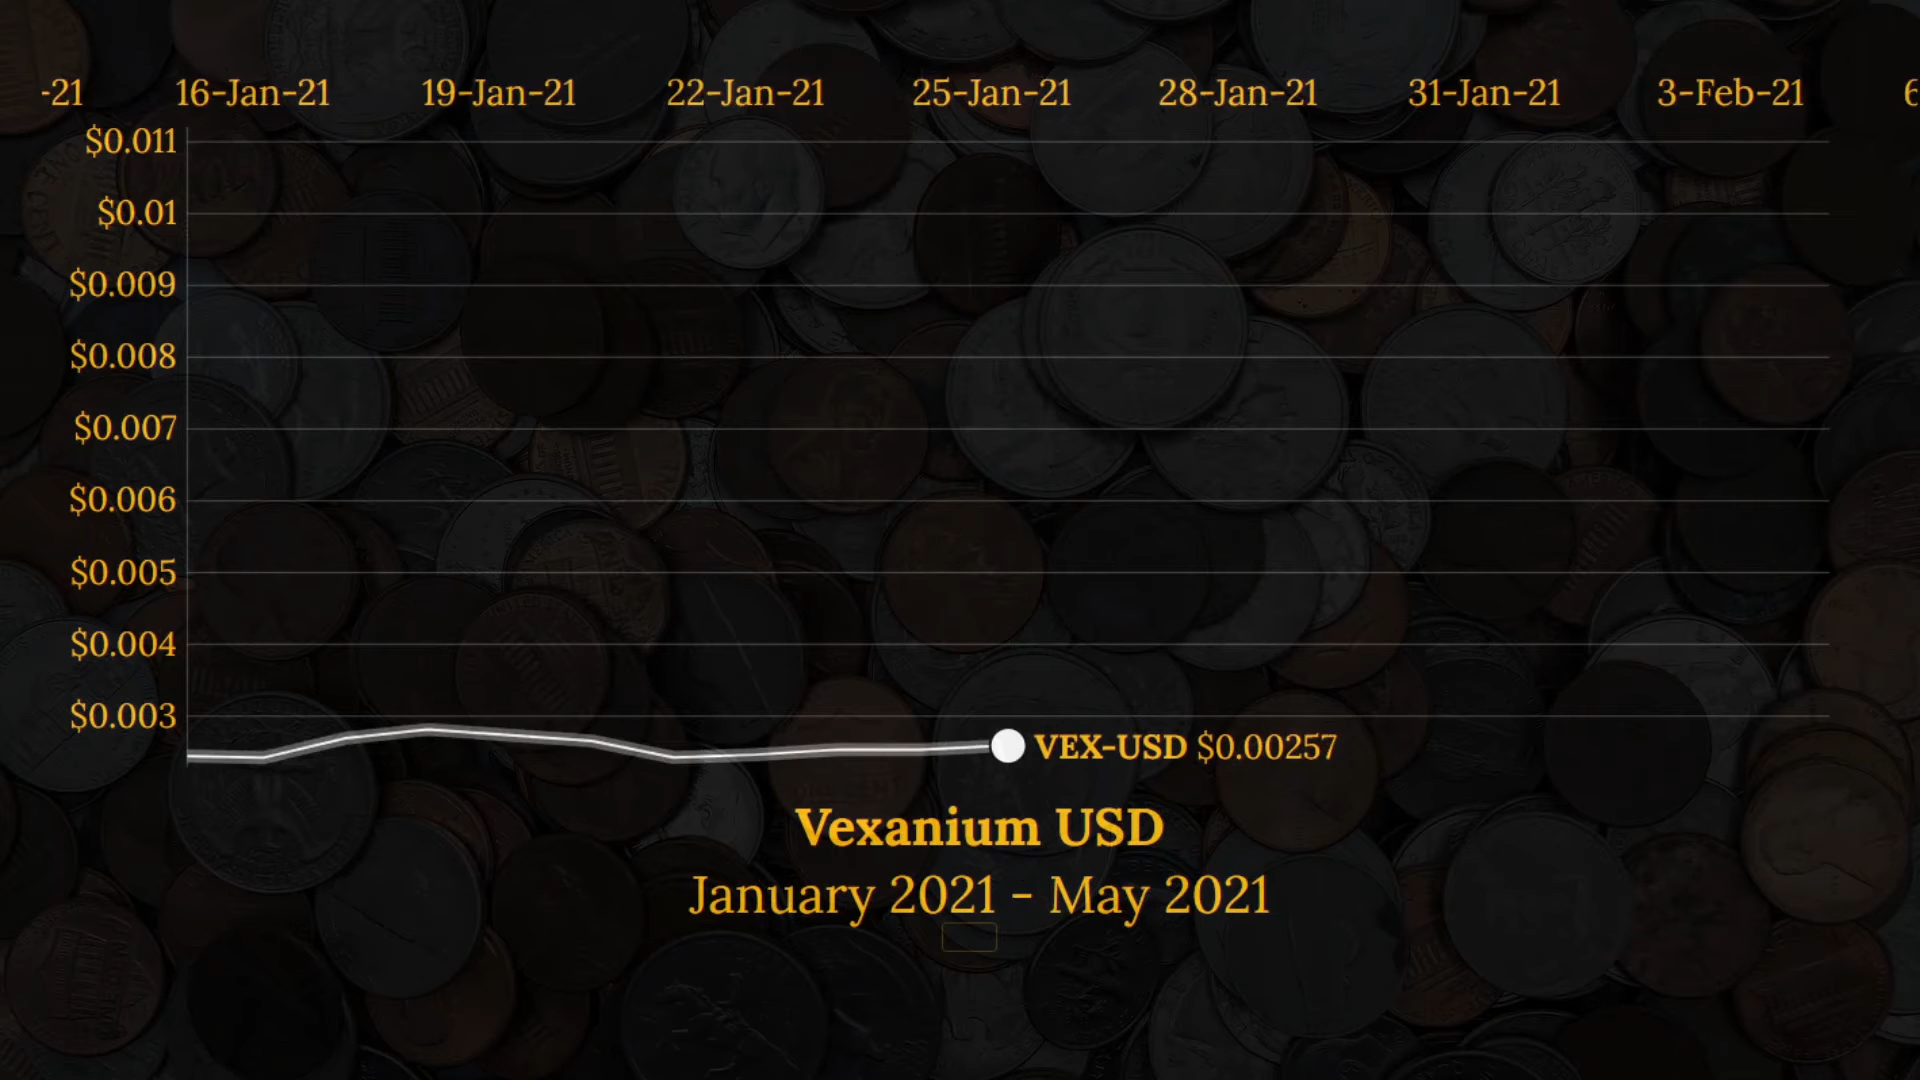 -21 16-Jan-21 19-Jan-21 22-Jan-21 25-Jan-21 28-Jan-21 31-Jan-21 3-Feb-21 6
$0.011
$0.01
$0.009
$0.008
$0.007
$0.006
$0.005
$0.004
$0.003
VEX-USD $0.00257
Vexanium USD
January 2021 - May 2021